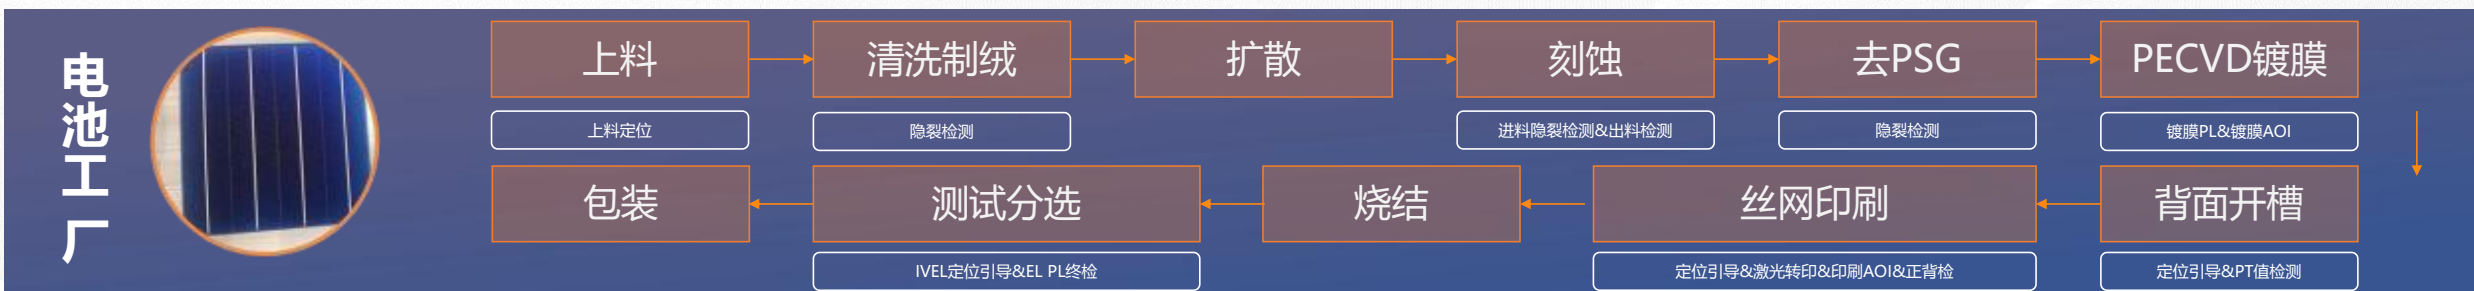 电池工厂
上料
清洗制绒
扩散
刻蚀
去PSG
PECVD镀膜
上料定位
隐裂检测
进料隐裂检测&出料检测
隐裂检测
镀膜PL&镀膜AOI
包装
测试分选
烧结
丝网印刷
背面开槽
IVEL定位引导&EL PL终检
定位引导&激光转印&印刷AOI&正背检
定位引导&PT值检测